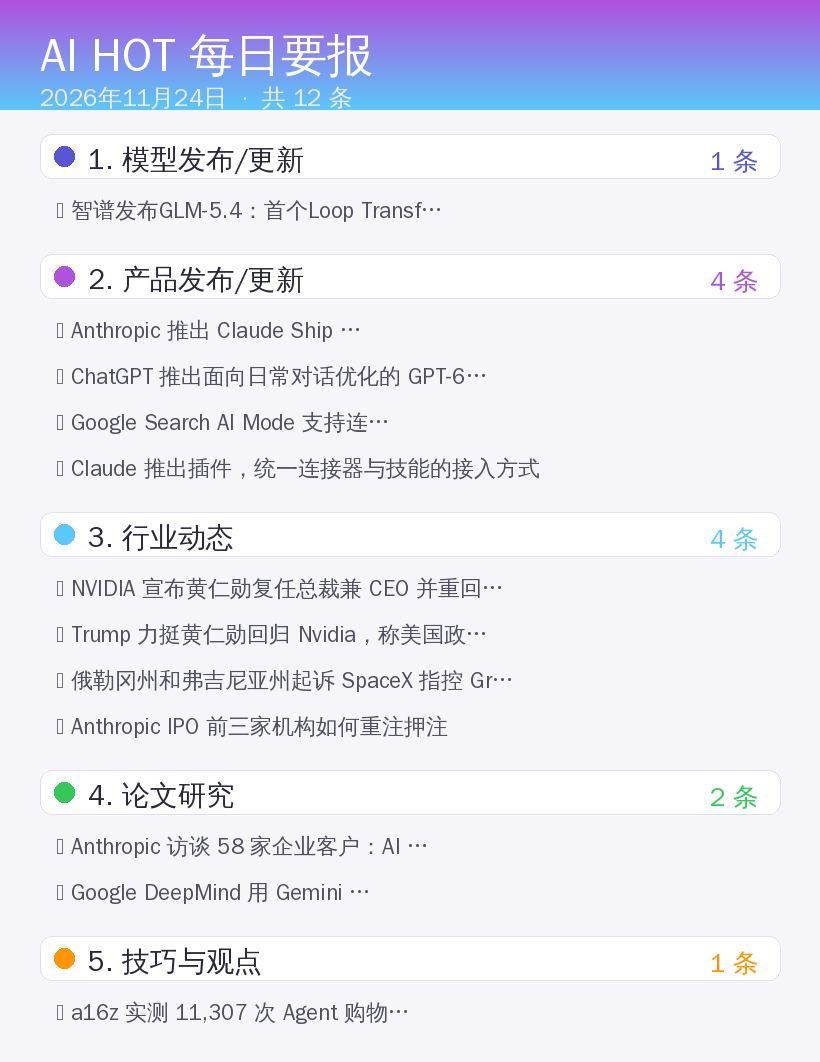 AI HOT 每日要报
2026年11月24日 · 共 12 条
1. 模型发布/更新 1 条
智谱发布GLM-5.4：首个Loop Transf…
2. 产品发布/更新 4 条
Anthropic 推出 Claude Ship …
ChatGPT 推出面向日常对话优化的 GPT-6…
Google Search AI Mode 支持连…
Claude 推出插件，统一连接器与技能的接入方式
3. 行业动态 4 条
NVIDIA 宣布黄仁勋复任总裁兼 CEO 并重回…
Trump 力挺黄仁勋回归 Nvidia，称美国政…
俄勒冈州和弗吉尼亚州起诉 SpaceX 指控 Gr…
Anthropic IPO 前三家机构如何重注押注
4. 论文研究 2 条
Anthropic 访谈 58 家企业客户：AI …
Google DeepMind 用 Gemini …
5. 技巧与观点 1 条
a16z 实测 11,307 次 Agent 购物…